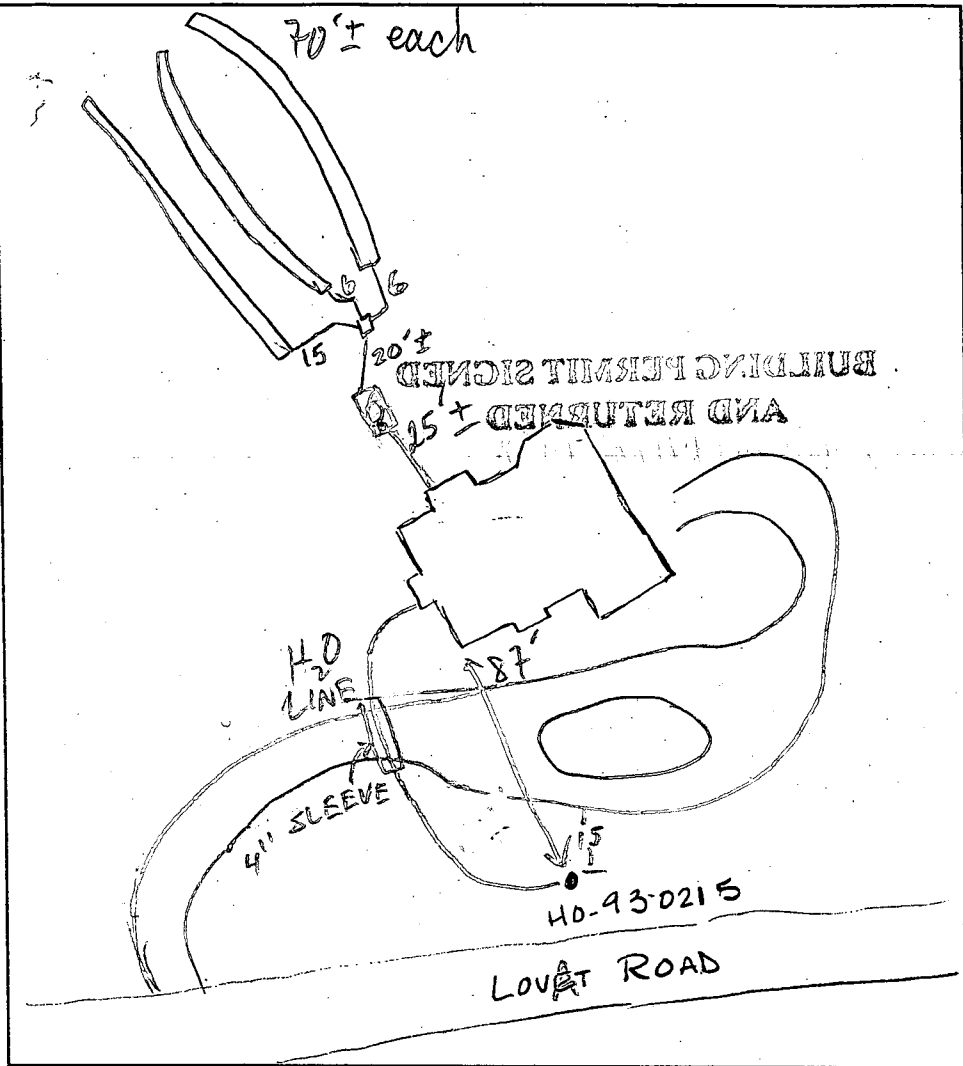 70'± each
6 6
15
20'±
BUILDING PERMIT SIGNED
AND RETURNED
25'±
H2O
LINE
87'
4" SLEEVE
15
HO-93-0215
LOVAT ROAD